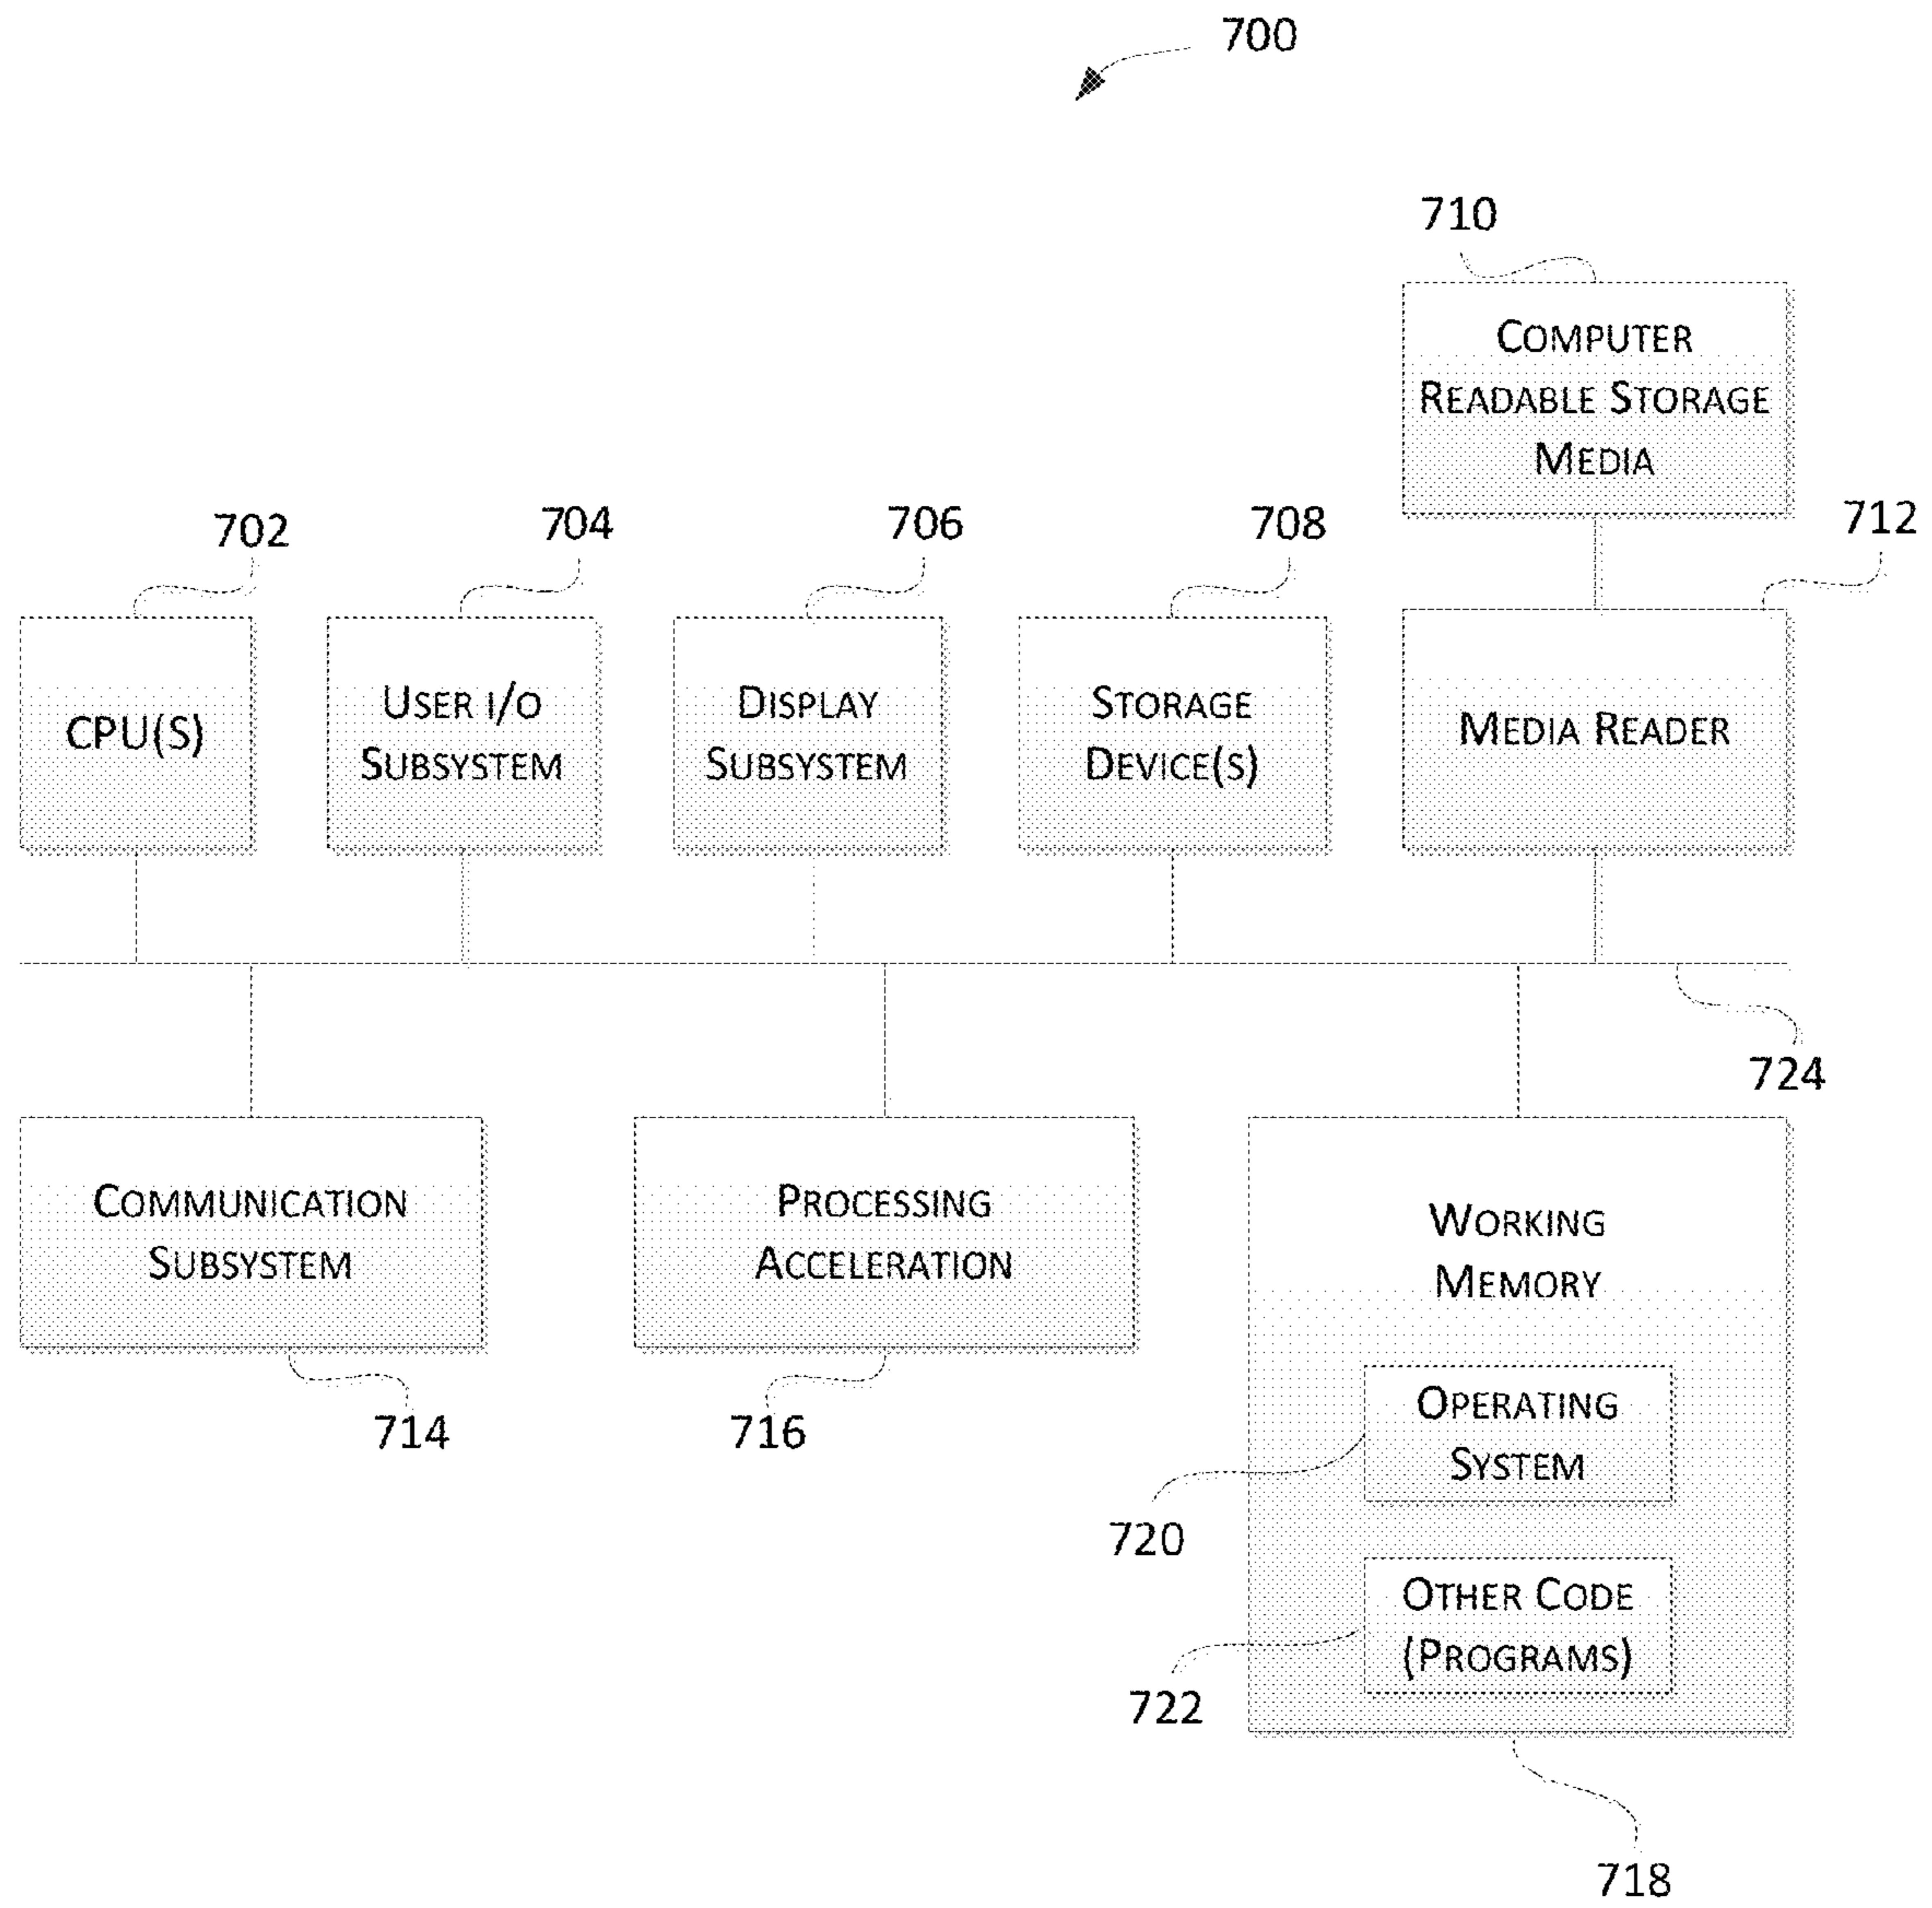 700
710
COMPUTER
READABLE STORAGE
MEDIA
702
704
706
708
712
CPU(S)
USER I/O
SUBSYSTEM
DISPLAY
SUBSYSTEM
STORAGE
DEVICE(S)
MEDIA READER
724
COMMUNICATION
SUBSYSTEM
PROCESSING
ACCELERATION
WORKING
MEMORY
714
716
OPERATING
SYSTEM
720
OTHER CODE
(PROGRAMS)
722
718